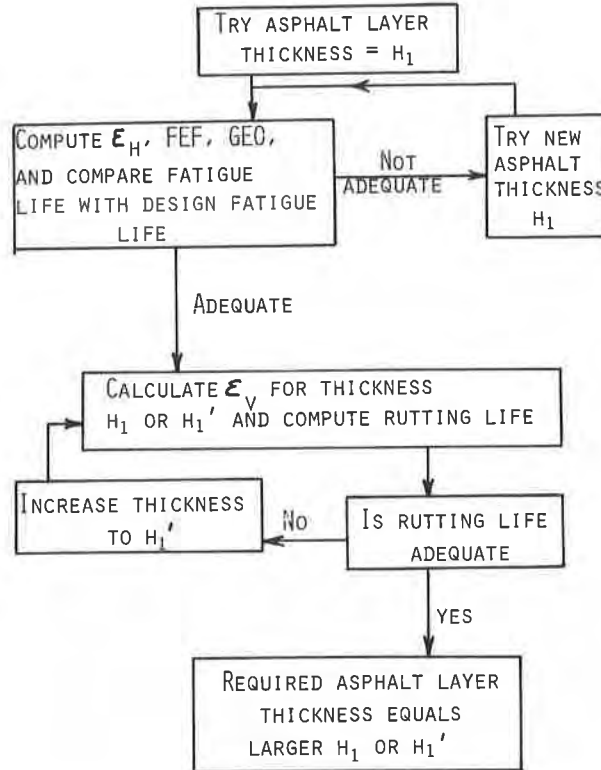 TRY ASPHALT LAYER
THICKNESS = H₁
COMPUTE ε_H, FEF, GEO,
AND COMPARE FATIGUE
LIFE WITH DESIGN FATIGUE
LIFE
NOT
ADEQUATE
TRY NEW
ASPHALT
THICKNESS
H₁
ADEQUATE
CALCULATE ε_V FOR THICKNESS
H₁ OR H₁' AND COMPUTE RUTTING LIFE
INCREASE THICKNESS
TO H₁'
NO
IS RUTTING LIFE
ADEQUATE
YES
REQUIRED ASPHALT LAYER
THICKNESS EQUALS
LARGER H₁ OR H₁'